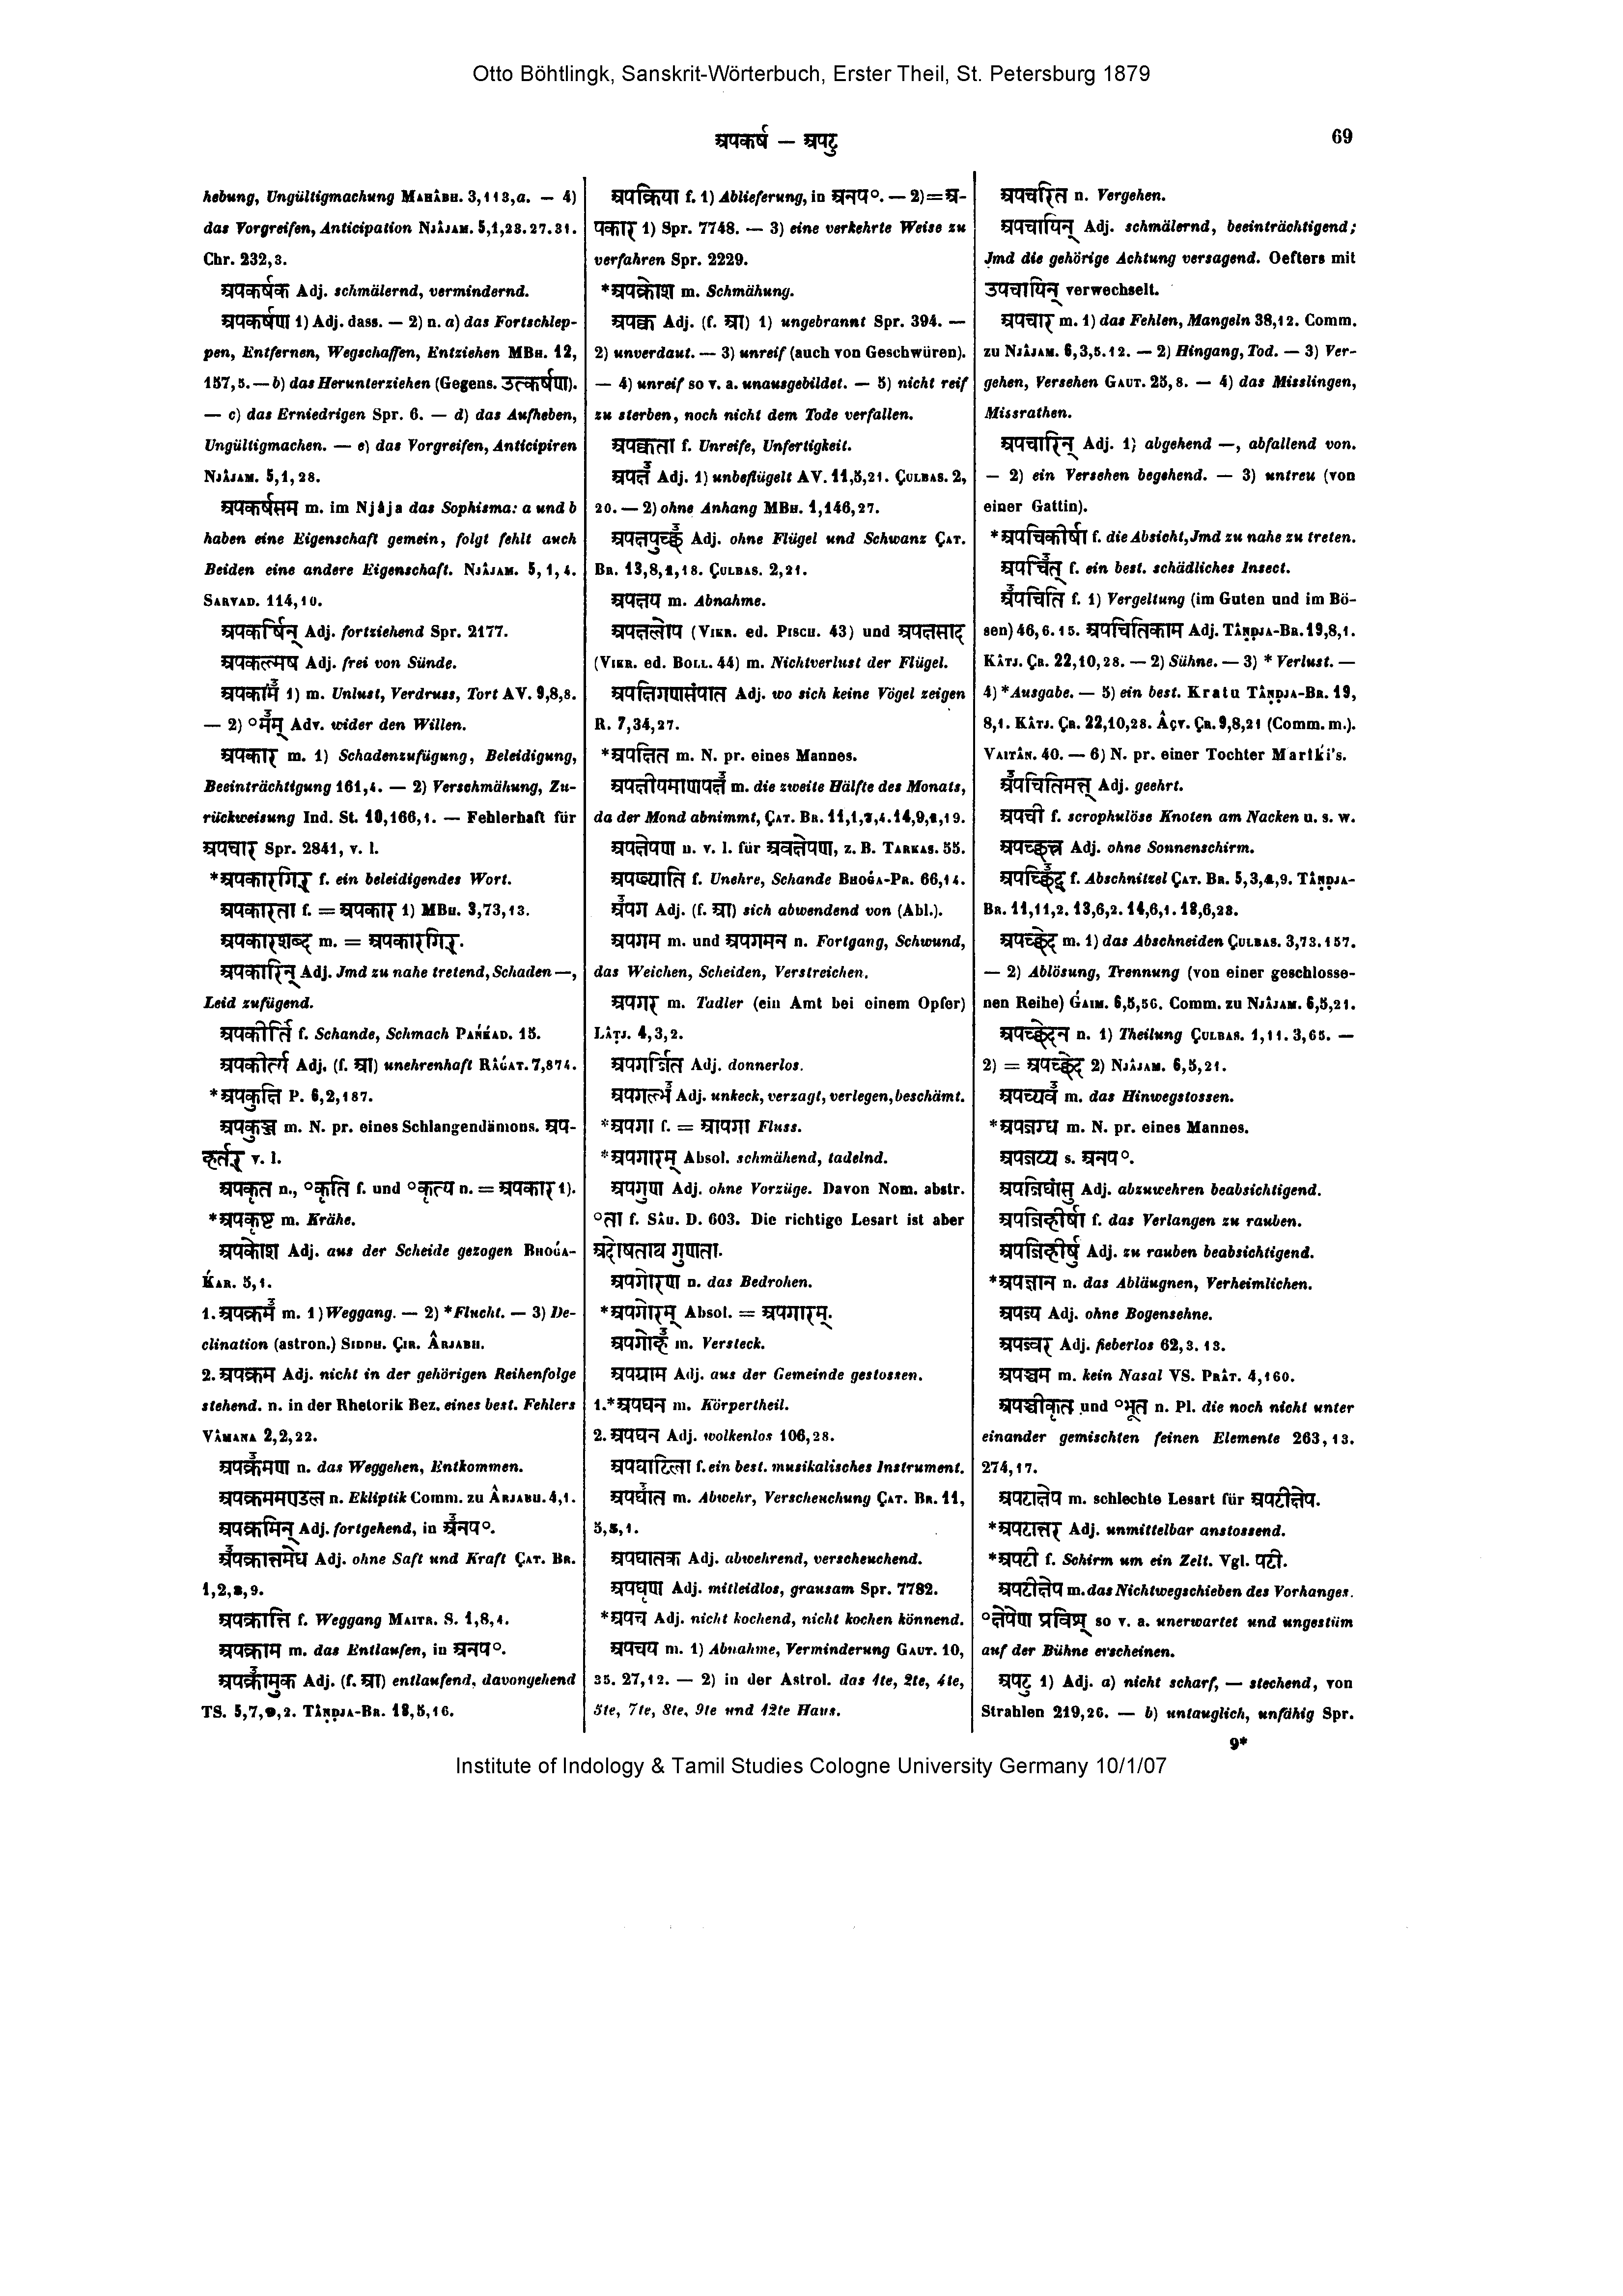 Otto Böhtlingk, Sanskrit-Wörterbuch, Erster Theil, St. Petersburg 1879
अपकर्ष — अपटु
69
hebung, Ungültigmachung Mahâbh. 3,113,a. — 4)
das Vorgreifen, Anticipation Njâjam. 5,1,23.27.31.
Chr. 232,3.
अपकर्षक Adj. schmälernd, vermindernd.
अपकर्षण 1) Adj. dass. — 2) n. a) das Fortschlep-
pen, Entfernen, Wegschaffen, Entziehen MBh. 12,
157,5. — b) das Herunterziehen (Gegens. उत्कर्षण).
— c) das Erniedrigen Spr. 6. — d) das Aufheben,
Ungültigmachen. — e) das Vorgreifen, Anticipiren
Njâjam. 5,1,28.
अपकर्षसम m. im Njâja das Sophisma: a und b
haben eine Eigenschaft gemein, folgt fehlt auch
Beiden eine andere Eigenschaft. Njâjam. 5,1,4.
Sarvad. 114,10.
अपकर्षिन् Adj. fortziehend Spr. 2177.
अपकल्मष Adj. frei von Sünde.
अपकामँ 1) m. Unlust, Verdruss, Tort AV. 9,8,8.
— 2) °मँम् Adv. wider den Willen.
अपकार m. 1) Schadenzufügung, Beleidigung,
Beeinträchtigung 161,4. — 2) Verschmähung, Zu-
rückweisung Ind. St. 10,166,1. — Fehlerhaft für
अपचार Spr. 2841, v. l.
*अपकारगिर् f. ein beleidigendes Wort.
अपकारता f. = अपकार 1) MBh. 3,73,13.
अपकारशब्द m. = अपकारगिर्.
अपकारिन् Adj. Jmd zu nahe tretend, Schaden —,
Leid zufügend.
अपकीर्ति f. Schande, Schmach Pańḱad. 15.
अपकीर्त्य Adj. (f. आ) unehrenhaft Râǵat. 7,874.
*अपकुक्षि P. 6,2,187.
अपकुञ्ज m. N. pr. eines Schlangendämons. अप-
कर्तर् v. l.
अपकृत n., °कृति f. und °कृत्य n. = अपकार 1).
*अपकृष्ट m. Krähe.
अपकोश Adj. aus der Scheide gezogen Bhoǵa-
Ḱar. 5,1.
1. अपक्रमँ m. 1) Weggang. — 2) *Flucht. — 3) De-
clination (astron.) Siddh. Çir. Ârjabh.
2. अपक्रम Adj. nicht in der gehörigen Reihenfolge
stehend. n. in der Rhetorik Bez. eines best. Fehlers
Vâmana 2,2,22.
अपक्रँमण n. das Weggehen, Entkommen.
अपक्रममण्डल n. Ekliptik Comm. zu Ârjabh. 4,1.
अपक्रमिन् Adj. fortgehend, in अँनप°.
अँपक्रान्तमेध Adj. ohne Saft und Kraft Çat. Br.
1,2,3,9.
अपक्रान्ति f. Weggang Maitr. S. 1,8,4.
अपक्राम m. das Entlaufen, in अनप°.
अपक्राँमुक Adj. (f. आ) entlaufend, davongehend
TS. 5,7,9,2. Tâṇḍja-Br. 18,5,16.
अपक्रिया f. 1) Ablieferung, in अनप°. — 2) = अ-
पकार 1) Spr. 7748. — 3) eine verkehrte Weise zu
verfahren Spr. 2229.
*अपक्रोश m. Schmähung.
अपक्व Adj. (f. आ) 1) ungebrannt Spr. 394. —
2) unverdaut. — 3) unreif (auch von Geschwüren).
— 4) unreif so v. a. unausgebildet. — 5) nicht reif
zu sterben, noch nicht dem Tode verfallen.
अपक्वता f. Unreife, Unfertigkeit.
अपक्षँ Adj. 1) unbeflügelt AV. 11,5,21. Çulbas. 2,
20. — 2) ohne Anhang MBh. 1,146,27.
अपक्षपुच्छँ Adj. ohne Flügel und Schwanz Çat.
Br. 13,8,1,18. Çulbas. 2,21.
अपक्षय m. Abnahme.
अपक्षलोप (Vikr. ed. Pisch. 43) und अपक्षसाद
(Vikr. ed. Boll. 44) m. Nichtverlust der Flügel.
अपक्षिगणसंपात Adj. wo sich keine Vögel zeigen
R. 7,34,27.
*अपक्षित m. N. pr. eines Mannes.
अपक्षीयमाणपक्षँ m. die zweite Hälfte des Monats,
da der Mond abnimmt, Çat. Br. 11,1,7,4. 14,9,1,19.
अपक्षेपण n. v. l. für अवक्षेपण, z. B. Tarkas. 55.
अपख्याति f. Unehre, Schande Bhoǵa-Pr. 66,14.
अँपग Adj. (f. आ) sich abwendend von (Abl.).
अपगम m. und अपगमन n. Fortgang, Schwund,
das Weichen, Scheiden, Verstreichen.
अपगर m. Tadler (ein Amt bei einem Opfer)
Lâṭj. 4,3,2.
अपगर्जित Adj. donnerlos.
अपगल्भँ Adj. unkeck, verzagt, verlegen, beschämt.
*अपगा f. = आपगा Fluss.
*अपगारम् Absol. schmähend, tadelnd.
अपगुण Adj. ohne Vorzüge. Davon Nom. abstr.
°ता f. Sâh. D. 603. Die richtige Lesart ist aber
अदोषताथ गुणता.
अपगोरण n. das Bedrohen.
*अपगोरम् Absol. = अपगारम्.
अपगोहँ m. Versteck.
अपग्राम Adj. aus der Gemeinde gestossen.
1.*अपघन m. Körpertheil.
2. अपघन Adj. wolkenlos 106,28.
अपघाटिला f. ein best. musikalisches Instrument.
अपघाँत m. Abwehr, Verscheuchung Çat. Br. 11,
5,5,1.
अपघातक Adj. abwehrend, verscheuchend.
अपघृण Adj. mitleidlos, grausam Spr. 7782.
*अपच Adj. nicht kochend, nicht kochen könnend.
अपचय m. 1) Abnahme, Verminderung Gaut. 10,
35. 27,12. — 2) in der Astrol. das 1te, 2te, 4te,
5te, 7te, 8te, 9te und 12te Haus.
अपचरित n. Vergehen.
अपचायिन् Adj. schmälernd, beeinträchtigend;
Jmd die gehörige Achtung versagend. Oefters mit
उपचायिन् verwechselt.
अपचार m. 1) das Fehlen, Mangeln 38,12. Comm.
zu Njâjam. 6,3,5.12. — 2) Hingang, Tod. — 3) Ver-
gehen, Versehen Gaut. 25,8. — 4) das Misslingen,
Missrathen.
अपचारिन् Adj. 1) abgehend —, abfallend von.
— 2) ein Versehen begehend. — 3) untreu (von
einer Gattin).
*अपचिकीर्षा f. die Absicht, Jmd zu nahe zu treten.
अपचिँत् f. ein best. schädliches Insect.
अँपचिति f. 1) Vergeltung (im Guten und im Bö-
sen) 46,6.15. अपचितिकाम Adj. Tâṇḍja-Br. 19,8,1.
Kâtj. Çr. 22,10,28. — 2) Sühne. — 3) * Verlust. —
4) *Ausgabe. — 5) ein best. Kratu Tâṇḍja-Br. 19,
8,1. Kâtj. Çr. 22,10,28. Âçv. Çr. 9,8,21 (Comm. m.).
Vaitân. 40. — 6) N. pr. einer Tochter Marîḱi's.
अँपचितिमन्त् Adj. geehrt.
अपची f. scrophulöse Knoten am Nacken u. s. w.
अपच्छत्त्र Adj. ohne Sonnenschirm.
अपच्छिँद् f. Abschnitzel Çat. Br. 5,3,2,9. Tâṇḍja-
Br. 11,11,2. 13,6,2. 14,6,1. 18,6,23.
अपच्छेद m. 1) das Abschneiden Çulbas. 3,73.157.
— 2) Ablösung, Trennung (von einer geschlosse-
nen Reihe) Ǵaim. 6,5,56. Comm. zu Njâjam. 6,5,21.
अपच्छेदन n. 1) Theilung Çulbas. 1,11. 3,65. —
2) = अपच्छेद 2) Njâjam. 6,5,21.
अपच्यवँ m. das Hinwegstossen.
*अपजग्ध m. N. pr. eines Mannes.
अपजय्य s. अनप°.
अपजिघांसु Adj. abzuwehren beabsichtigend.
अपजिहीर्षा f. das Verlangen zu rauben.
अपजिहीर्षु Adj. zu rauben beabsichtigend.
*अपज्ञान n. das Abläugnen, Verheimlichen.
अपज्य Adj. ohne Bogensehne.
अपज्वर Adj. fieberlos 62,3.13.
अपञ्चम m. kein Nasal VS. Prât. 4,160.
अपञ्चीकृत und °भूत n. Pl. die noch nicht unter
einander gemischten feinen Elemente 263,13.
274,17.
अपटाक्षेप m. schlechte Lesart für अपटीक्षेप.
*अपटान्तर Adj. unmittelbar anstossend.
*अपटी f. Schirm um ein Zelt. Vgl. पटी.
अपटीक्षेप m. das Nichtwegschieben des Vorhanges.
°क्षेपेण प्रविश् so v. a. unerwartet und ungestüm
auf der Bühne erscheinen.
अपटु 1) Adj. a) nicht scharf, — stechend, von
Strahlen 219,26. — b) untauglich, unfähig Spr.
9*
Institute of Indology & Tamil Studies Cologne University Germany 10/1/07